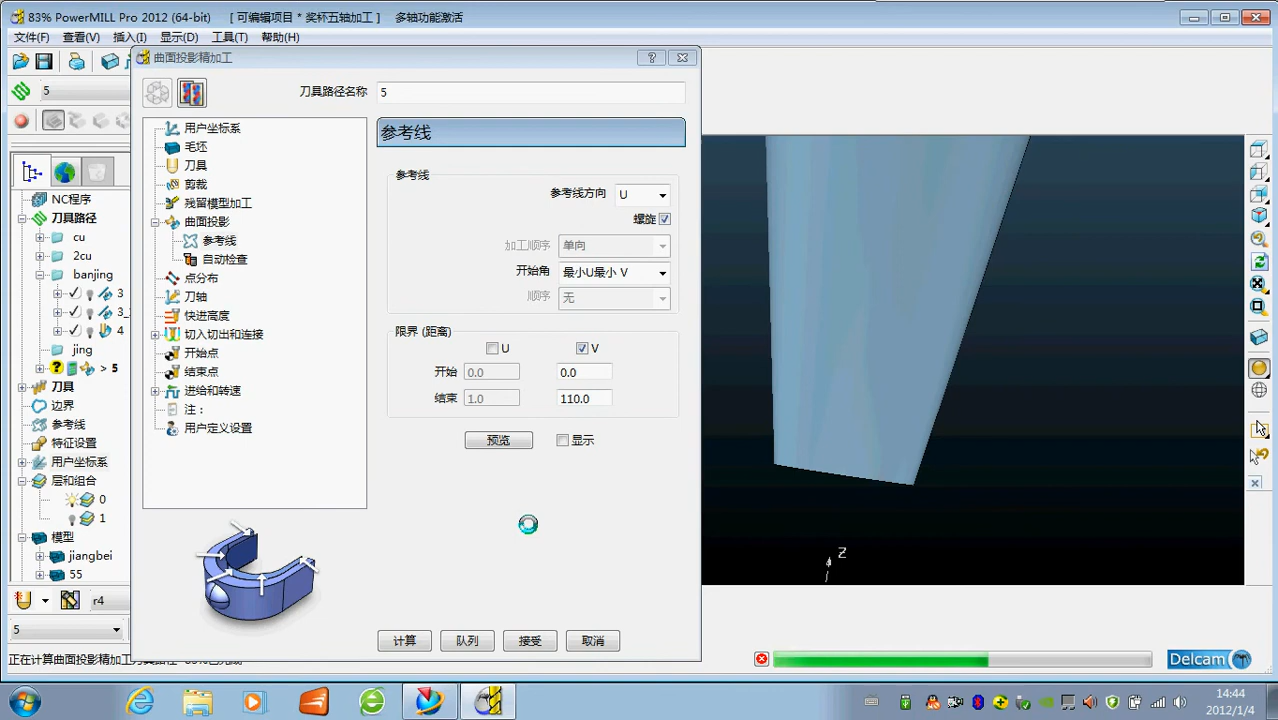 83% PowerMILL Pro 2012 (64-bit) [ 可编辑项目 * 奖杯五轴加工 ] 多轴功能激活
文件(F) 查看(V) 插入(I) 显示(D) 工具(T) 帮助(H)
曲面投影精加工
5
刀具路径名称 5
参考线
用户坐标系
毛坯
刀具
剪裁
残留模型加工
曲面投影
参考线
自动检查
点分布
刀轴
快进高度
切入切出和连接
开始点
结束点
进给和转速
注：
用户定义设置
参考线
参考线方向 U
螺旋
加工顺序 单向
开始角 最小U最小 V
顺序 无
限界 (距离)
U V
开始 0.0 0.0
结束 1.0 110.0
预览 显示
计算 队列 接受 取消
NC程序
刀具路径
cu
2cu
banjing
3
3_
4
jing
> 5
刀具
边界
参考线
特征设置
用户坐标系
层和组合
0
1
模型
jiangbei
55
r4
5
Z
Delcam
14:44
2012/1/4